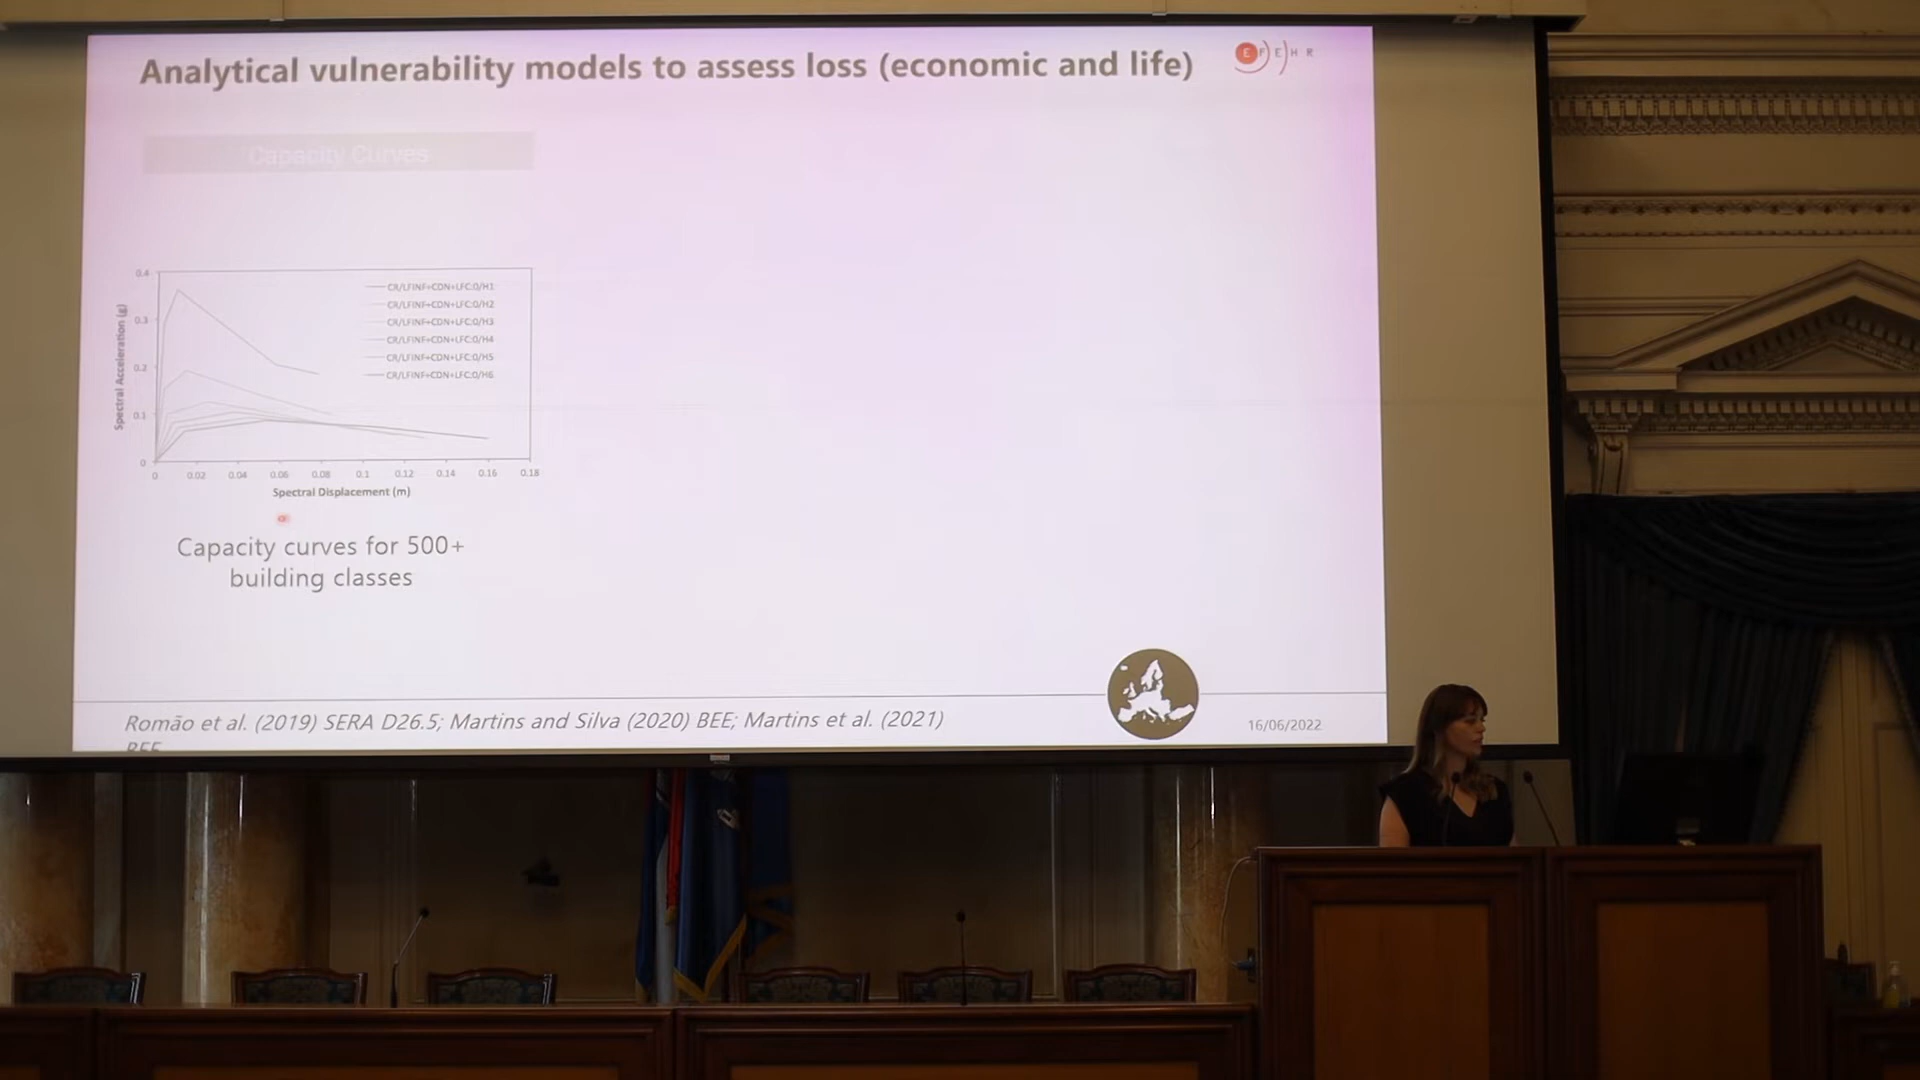 Analytical vulnerability models to assess loss (economic and life)
E F E H R
Capacity Curves
0.4
0.3
0.2
0.1
0
Spectral Acceleration (g)
CR/LFINF+CDN+LFC:0/H1
CR/LFINF+CDN+LFC:0/H2
CR/LFINF+CDN+LFC:0/H3
CR/LFINF+CDN+LFC:0/H4
CR/LFINF+CDN+LFC:0/H5
CR/LFINF+CDN+LFC:0/H6
0 0.02 0.04 0.06 0.08 0.1 0.12 0.14 0.16 0.18
Spectral Displacement (m)
Capacity curves for 500+
building classes
Romão et al. (2019) SERA D26.5; Martins and Silva (2020) BEE; Martins et al. (2021)
BEE
16/06/2022